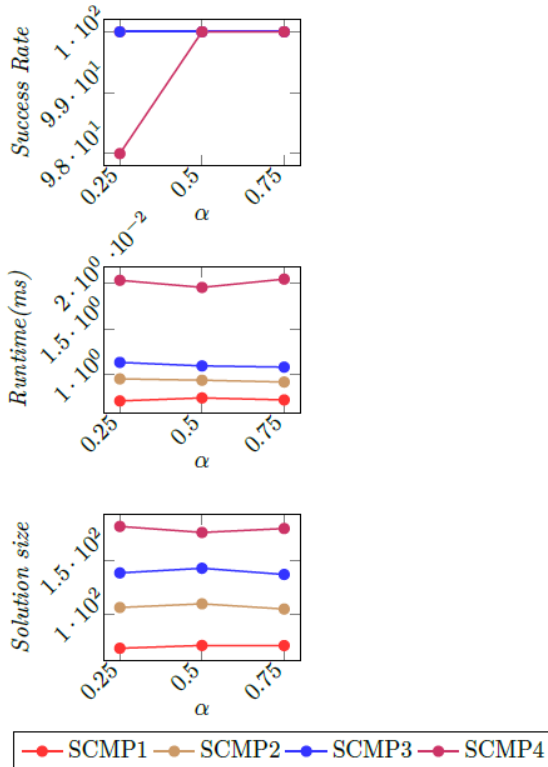 Success Rate
1 · 10²
9.9 · 10¹
9.8 · 10¹
0.25
0.5
0.75
α
·10⁻²
Runtime(ms)
2 · 10⁰
1.5 · 10⁰
1 · 10⁰
0.25
0.5
0.75
α
Solution size
1.5 · 10²
1 · 10²
0.25
0.5
0.75
α
SCMP1 SCMP2 SCMP3 SCMP4